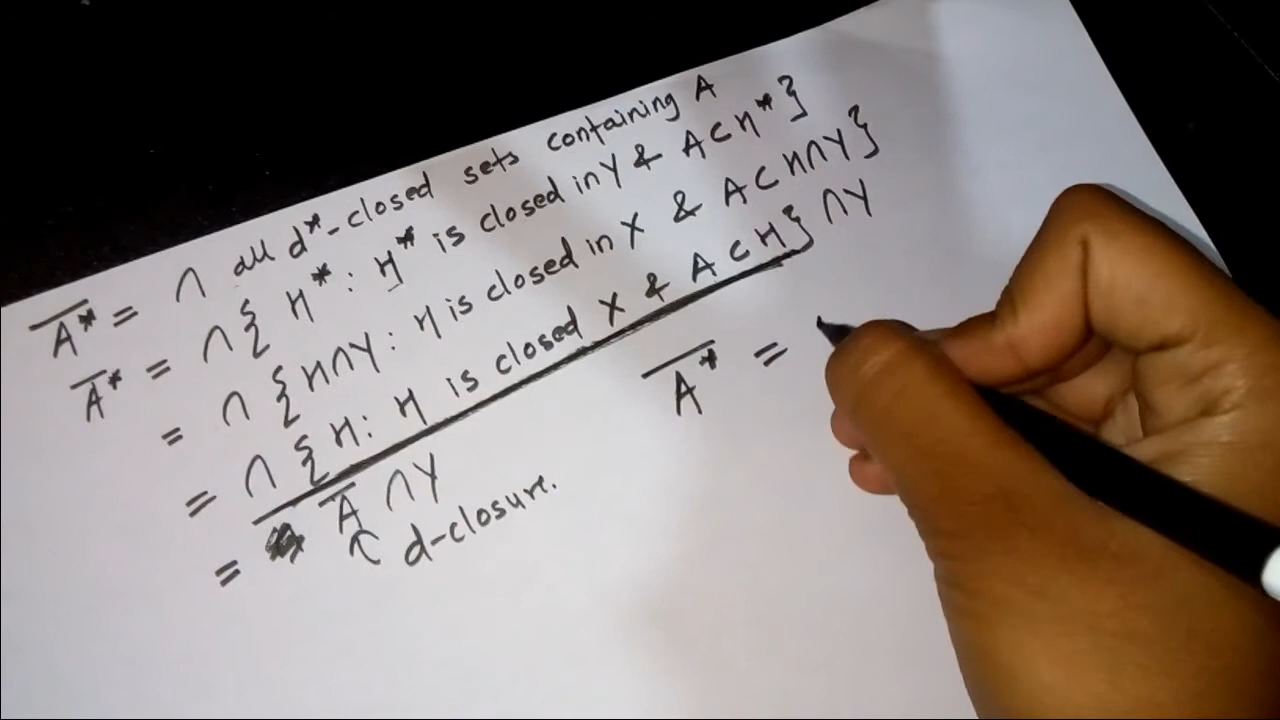 A̅* = ∩ all d*-closed sets containing A
A̅* = ∩ { H* : H* is closed in Y & A ⊂ H* }
= ∩ { H∩Y : H is closed in X & A ⊂ H∩Y }
= ∩ { H : H is closed X & A ⊂ H } ∩Y
= A̅ ∩Y
d-closure.
A̅* =